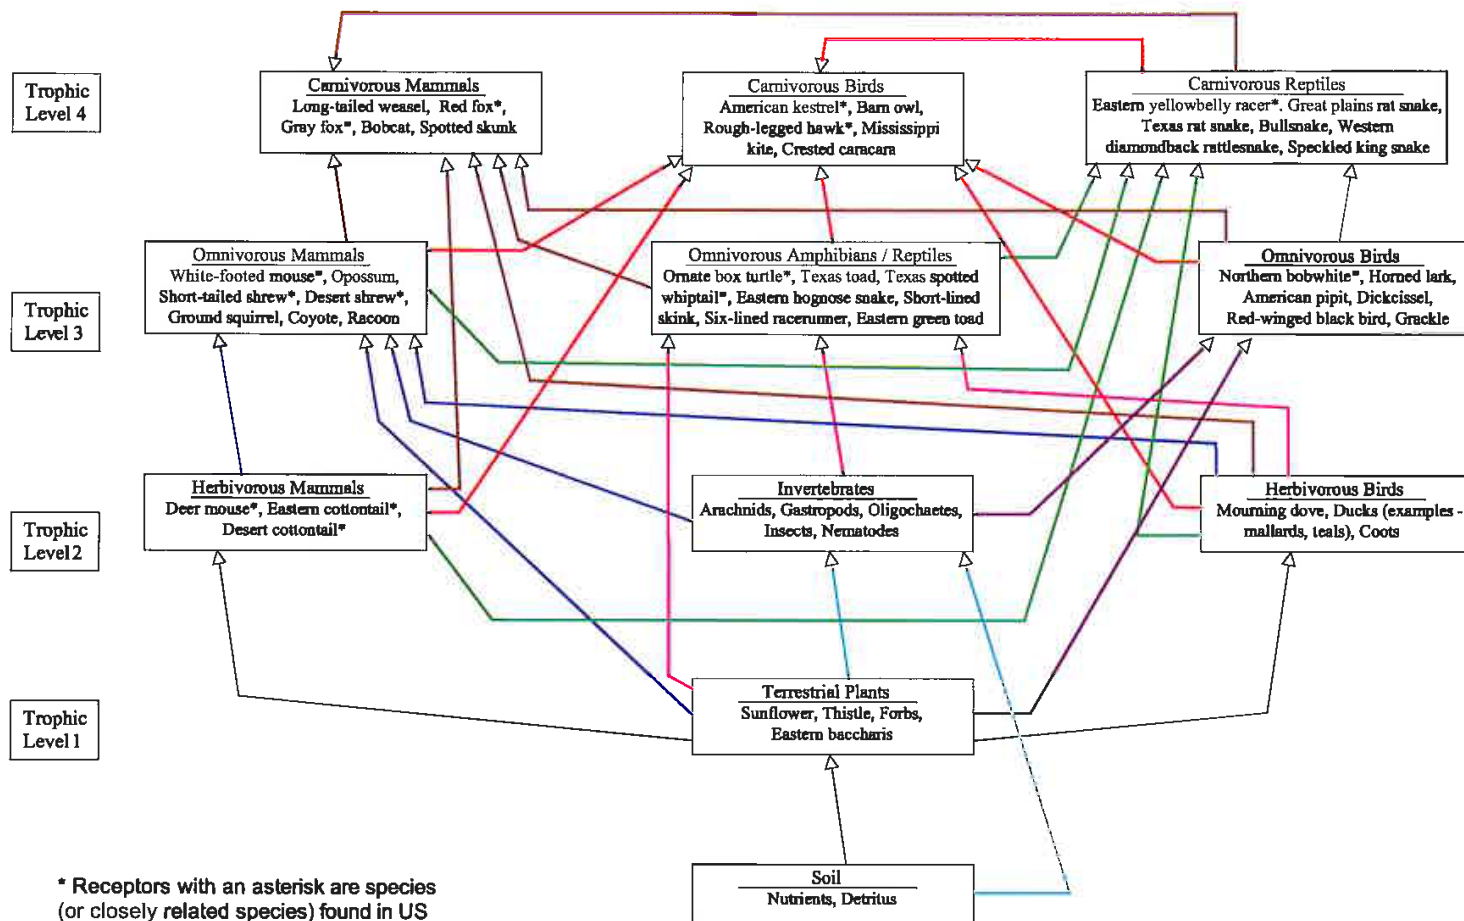 Trophic
Level 4
Carnivorous Mammals
Long-tailed weasel, Red fox*,
Gray fox*, Bobcat, Spotted skunk
Carnivorous Birds
American kestrel*, Barn owl,
Rough-legged hawk*, Mississippi
kite, Crested caracara
Carnivorous Reptiles
Eastern yellowbelly racer*. Great plains rat snake,
Texas rat snake, Bullsnake, Western
diamondback rattlesnake, Speckled king snake
Trophic
Level 3
Omnivorous Mammals
White-footed mouse*, Opossum,
Short-tailed shrew*, Desert shrew*,
Ground squirrel, Coyote, Racoon
Omnivorous Amphibians / Reptiles
Ornate box turtle*, Texas toad, Texas spotted
whiptail*, Eastern hognose snake, Short-lined
skink, Six-lined racerunner, Eastern green toad
Omnivorous Birds
Northern bobwhite*, Horned lark,
American pipit, Dickcissel,
Red-winged black bird, Grackle
Trophic
Level 2
Herbivorous Mammals
Deer mouse*, Eastern cottontail*,
Desert cottontail*
Invertebrates
Arachnids, Gastropods, Oligochaetes,
Insects, Nematodes
Herbivorous Birds
Mourning dove, Ducks (examples -
mallards, teals), Coots
Trophic
Level 1
Terrestrial Plants
Sunflower, Thistle, Forbs,
Eastern baccharis
Soil
Nutrients, Detritus
* Receptors with an asterisk are species
(or closely related species) found in US